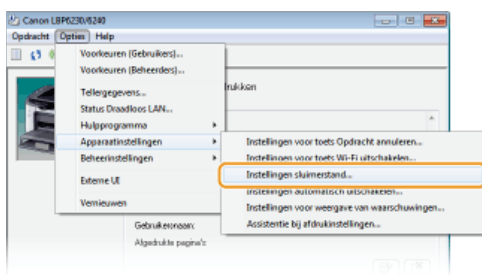 Canon LBP6230/6240
Opdracht Opties Help
Voorkeuren (Gebruikers)...
Voorkeuren (Beheerders)...
Tellergegevens...
Status Draadloos LAN...
Hulpprogramma
Apparaatinstellingen
Beheerinstellingen
Externe UI
Vernieuwen
drukken
Instellingen voor toets Opdracht annuleren...
Instellingen voor toets Wi-Fi uitschakelen...
Instellingen sluimerstand...
Instellingen automatisch uitschakelen...
Instellingen voor weergave van waarschuwingen...
Assistentie bij afdrukinstellingen...
Gebruikersnaam:
Afgedrukte pagina's: